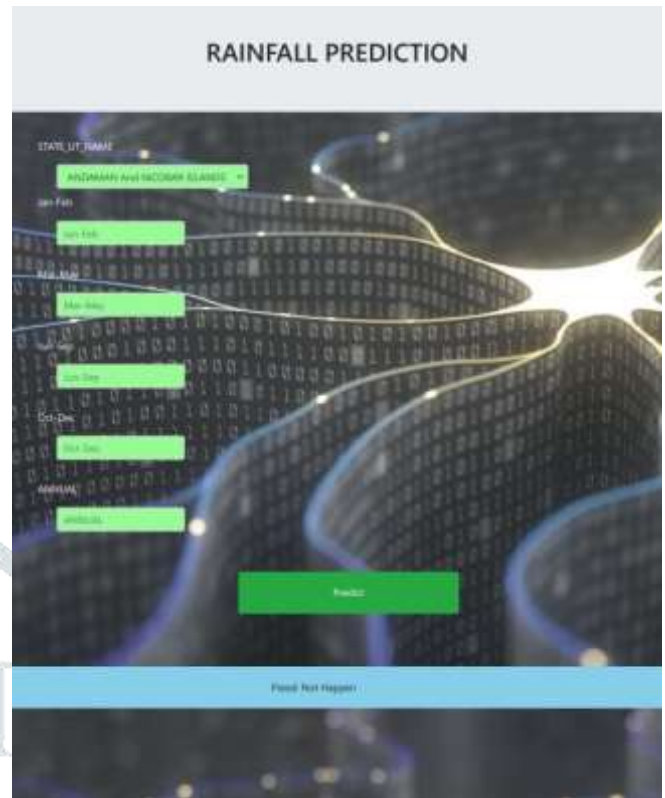 RAINFALL PREDICTION
STATE_UT_NAME
ANDAMAN And NICOBAR ISLANDS
Jan-Feb
Jan-Feb
Mar-May
Mar-May
Jun-Sep
Jun-Sep
Oct-Dec
Oct-Dec
ANNUAL
ANNUAL
Predict
Flood Not Happen